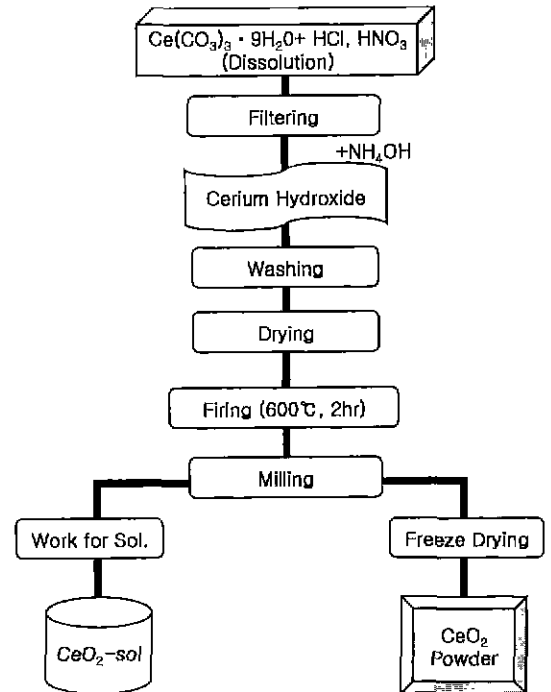 Ce(CO₃)₃ · 9H₂0+ HCl, HNO₃
(Dissolution)
Filtering
+NH₄OH
Cerium Hydroxide
Washing
Drying
Firing (600℃, 2hr)
Milling
Work for Sol.
Freeze Drying
CeO₂-sol
CeO₂
Powder